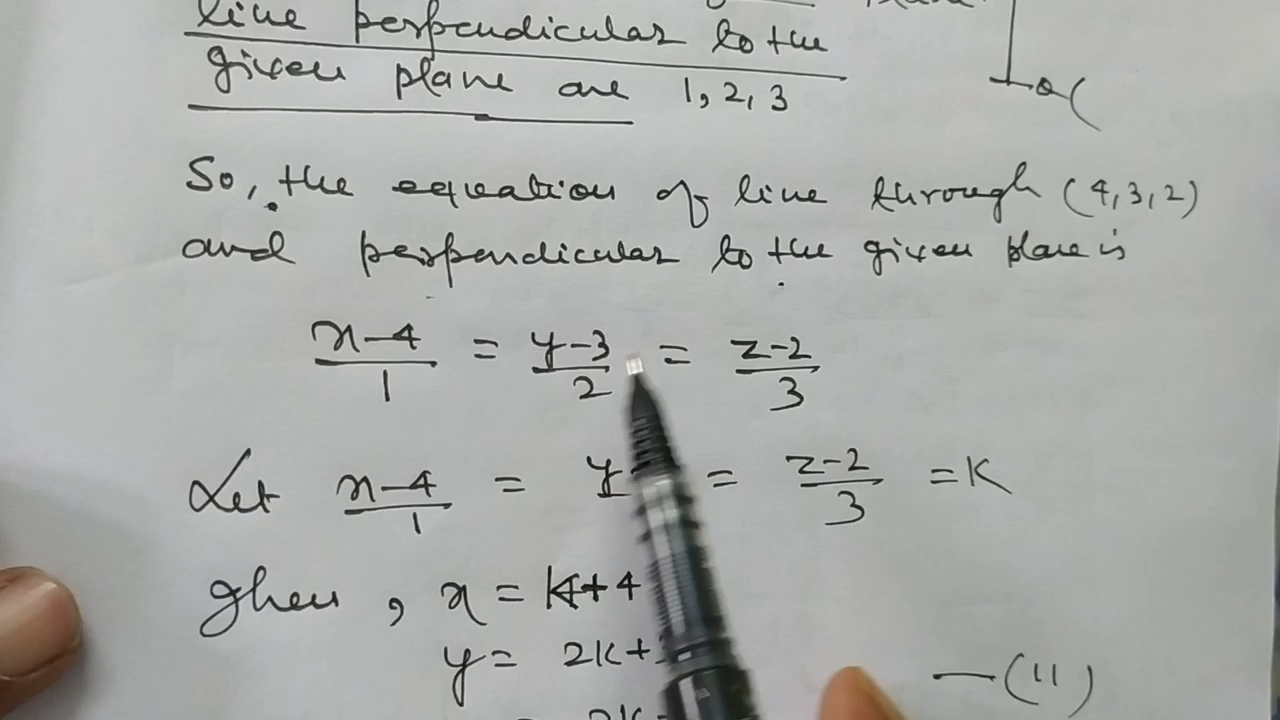 line perpendicular to the
given plane are 1, 2, 3
Q(
So, the equation of line through (4,3,2)
and perpendicular to the given plane is
x-4/1 = y-3/2 = z-2/3
Let x-4/1 = y = z-2/3 = K
Then, x = K+4
y = 2K+
—(11)